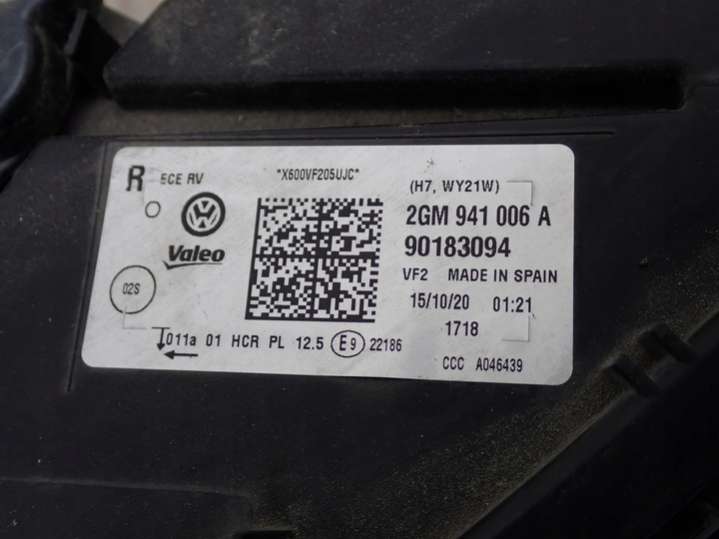 R ECE RV
*X600VF205UJC*
(H7, WY21W)
2GM 941 006 A
Valeo
90183094
VF2 MADE IN SPAIN
02S
15/10/20 01:21
1718
011a 01 HCR PL 12.5 E9 22186
CCC A046439